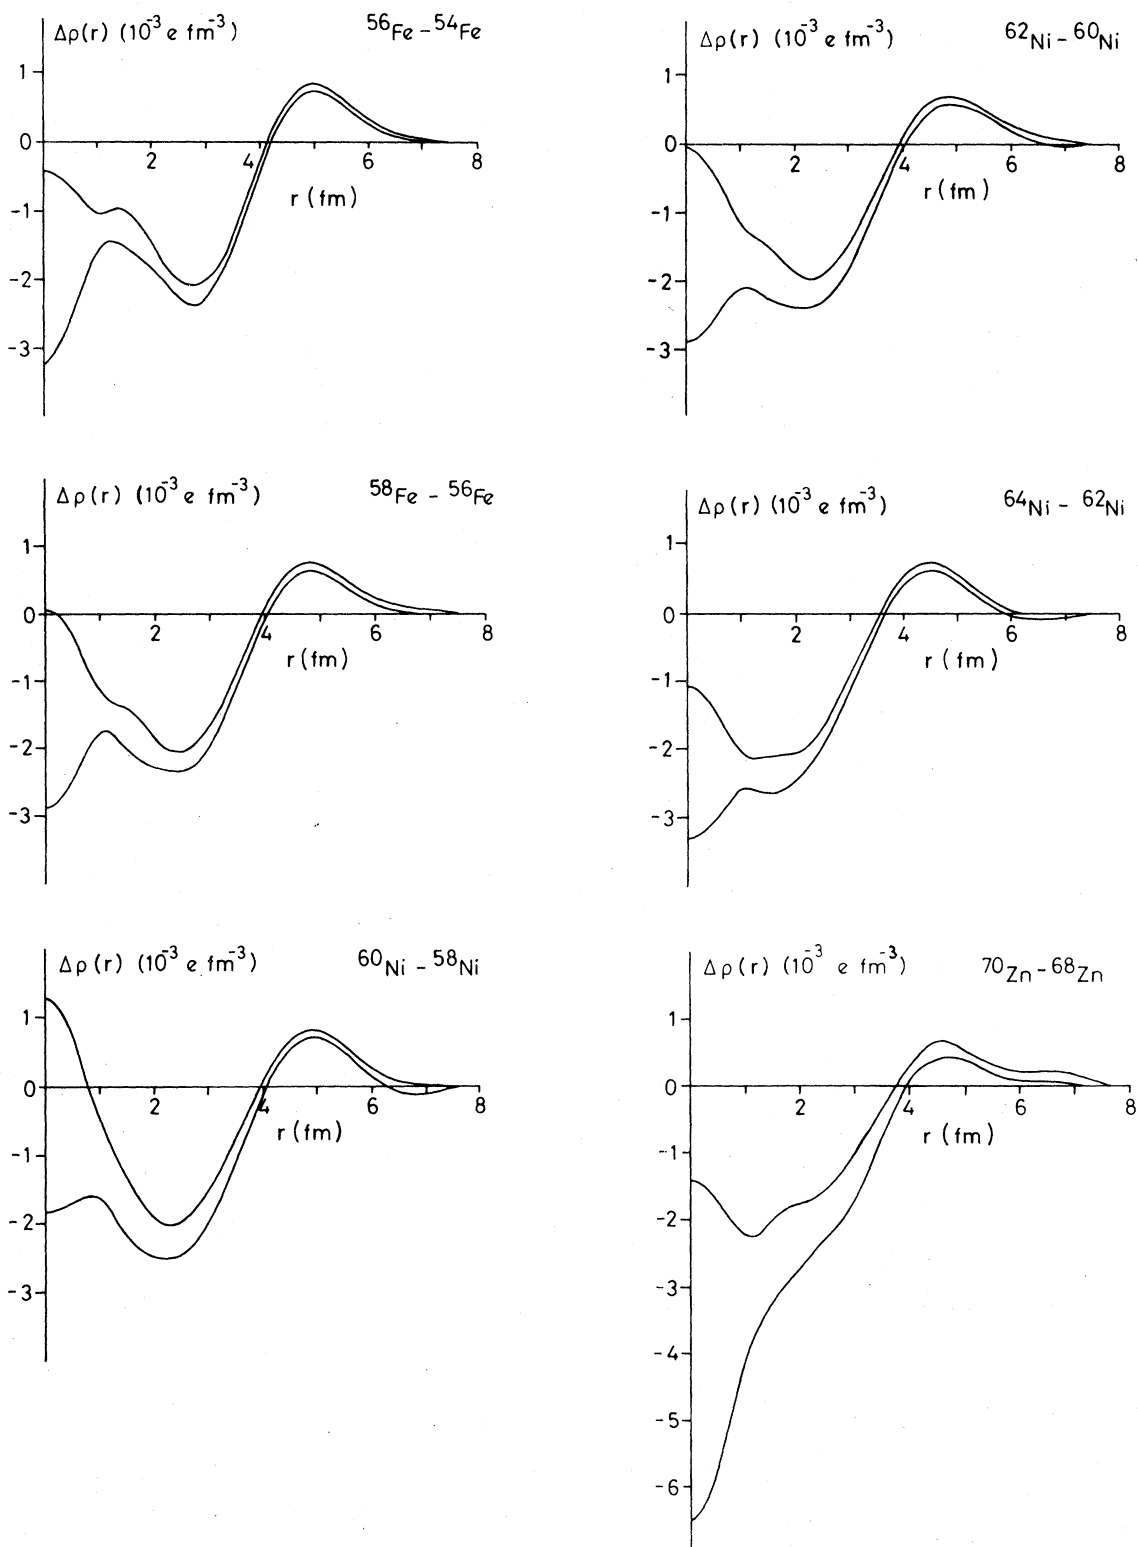 Δρ(r) (10⁻³ e fm⁻³) ⁵⁶Fe – ⁵⁴Fe
1
0
2 4 6 8
r (fm)
-1
-2
-3
Δρ(r) (10⁻³ e fm⁻³) ⁶²Ni – ⁶⁰Ni
1
0
2 4 6 8
r (fm)
-1
-2
-3
Δρ(r) (10⁻³ e fm⁻³) ⁵⁸Fe – ⁵⁶Fe
1
0
2 4 6 8
r (fm)
-1
-2
-3
Δρ(r) (10⁻³ e fm⁻³) ⁶⁴Ni – ⁶²Ni
1
0
2 4 6 8
r (fm)
-1
-2
-3
Δρ(r) (10⁻³ e fm⁻³) ⁶⁰Ni – ⁵⁸Ni
1
0
2 4 6 8
r (fm)
-1
-2
-3
Δρ(r) (10⁻³ e fm⁻³) ⁷⁰Zn – ⁶⁸Zn
1
0
2 4 6 8
r (fm)
-1
-2
-3
-4
-5
-6